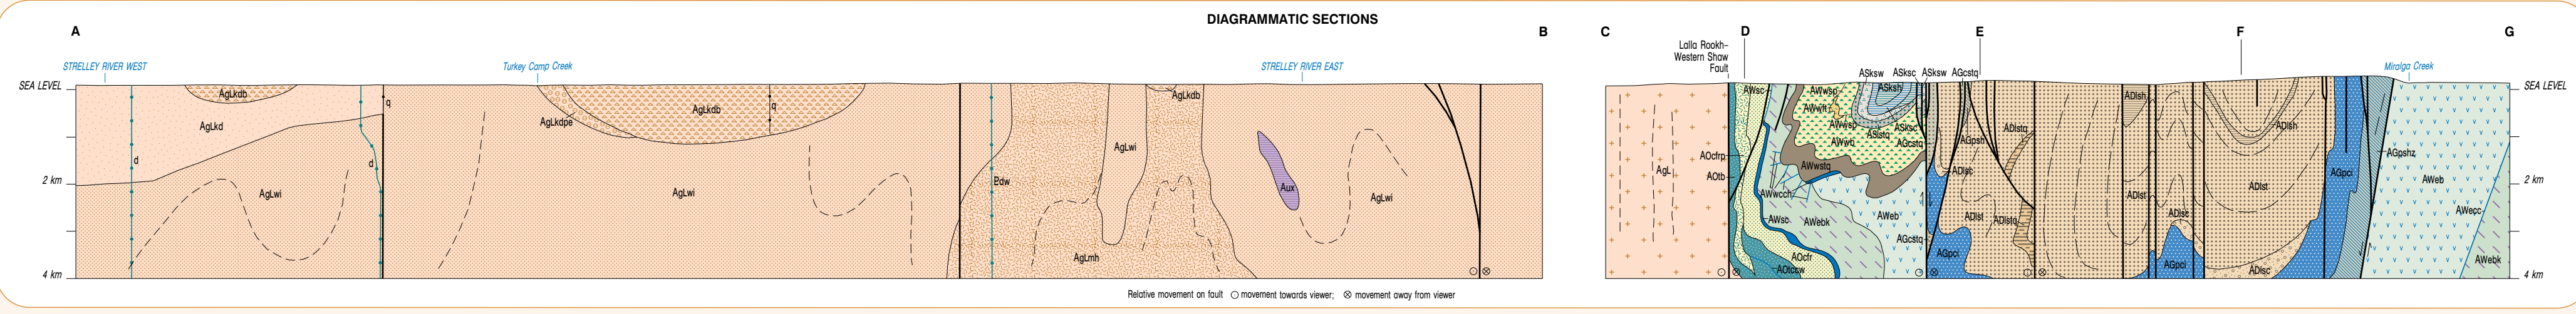 DIAGRAMMATIC SECTIONS
A
B
C
D
E
F
G
STRELLEY RIVER WEST
Turkey Camp Creek
STRELLEY RIVER EAST
Lalla Rookh–
Western Shaw
Fault
Miralga Creek
SEA LEVEL
2 km
4 km
AgLkdb
AgLkd
d
AgLwi
q
d
AgLkdpe
AgLkdb
q
AgLwi
AgLkdb
AgLwi
AgLmh
Aux
AgLwi
AgL
AOcfrp
AOtb
AWsc
AWwsp
AWwsp
AWwb
AWwstq
AWwcch
AWsc
AWebk
AOcfr
AOtccw
AWeb
ASksw
ASksc
ASksw
AGcstq
ASksh
ASkstq
ASksc
AGcstq
AGcstq
AGpsh
ADlstq
ADlsc
ADlst
ADlstq
AGpci
ADlsh
ADlst
ADlsc
AGpci
ADlsh
ADlst
ADlsc
AGpci
AGpshz
AWeb
AWecc
AWebk
SEA LEVEL
2 km
4 km
Relative movement on fault movement towards viewer; movement away from viewer